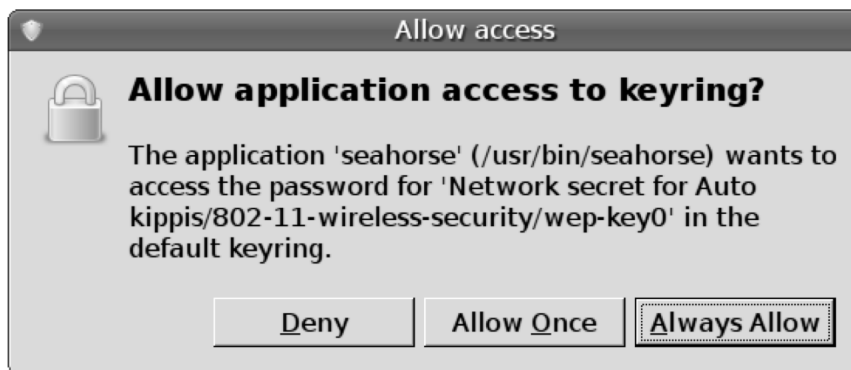 Allow access
Allow application access to keyring?
The application 'seahorse' (/usr/bin/seahorse) wants to
access the password for 'Network secret for Auto
kippis/802-11-wireless-security/wep-key0' in the
default keyring.
Deny Allow Once Always Allow